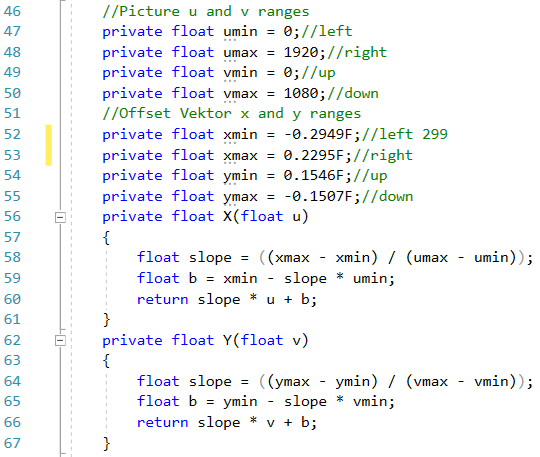 46 //Picture u and v ranges
47 private float umin = 0;//left
48 private float umax = 1920;//right
49 private float vmin = 0;//up
50 private float vmax = 1080;//down
51 //Offset Vektor x and y ranges
52 private float xmin = -0.2949F;//left 299
53 private float xmax = 0.2295F;//right
54 private float ymin = 0.1546F;//up
55 private float ymax = -0.1507F;//down
56 private float X(float u)
57 {
58 float slope = ((xmax - xmin) / (umax - umin));
59 float b = xmin - slope * umin;
60 return slope * u + b;
61 }
62 private float Y(float v)
63 {
64 float slope = ((ymax - ymin) / (vmax - vmin));
65 float b = ymin - slope * vmin;
66 return slope * v + b;
67 }